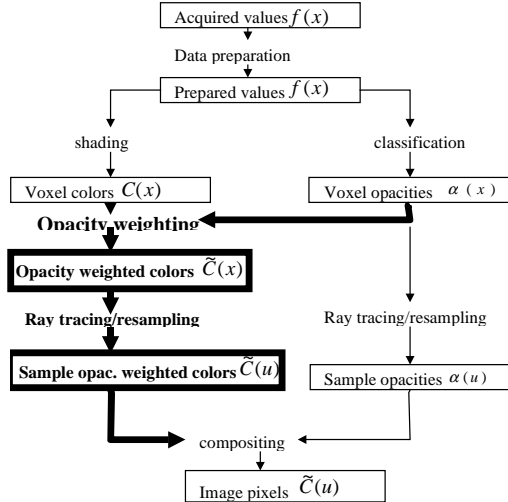 Acquired values f(x)
Data preparation
Prepared values f(x)
shading
classification
Voxel colors C(x)
Voxel opacities α (x)
Opacity weighting
Opacity weighted colors C̃(x)
Ray tracing/resampling
Ray tracing/resampling
Sample opac. weighted colors C̃(u)
Sample opacities α(u)
compositing
Image pixels C̃(u)